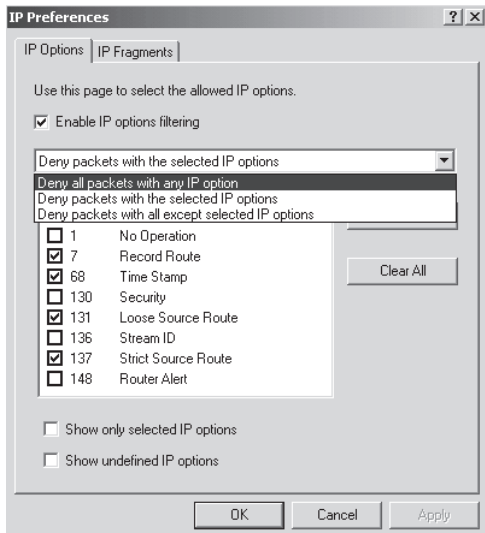 IP Preferences
? X
IP Options
IP Fragments
Use this page to select the allowed IP options.
Enable IP options filtering
Deny packets with the selected IP options
Deny all packets with any IP option
Deny packets with the selected IP options
Deny packets with all except selected IP options
1 No Operation
7 Record Route
68 Time Stamp
130 Security
131 Loose Source Route
136 Stream ID
137 Strict Source Route
148 Router Alert
Clear All
Show only selected IP options
Show undefined IP options
OK
Cancel
Apply